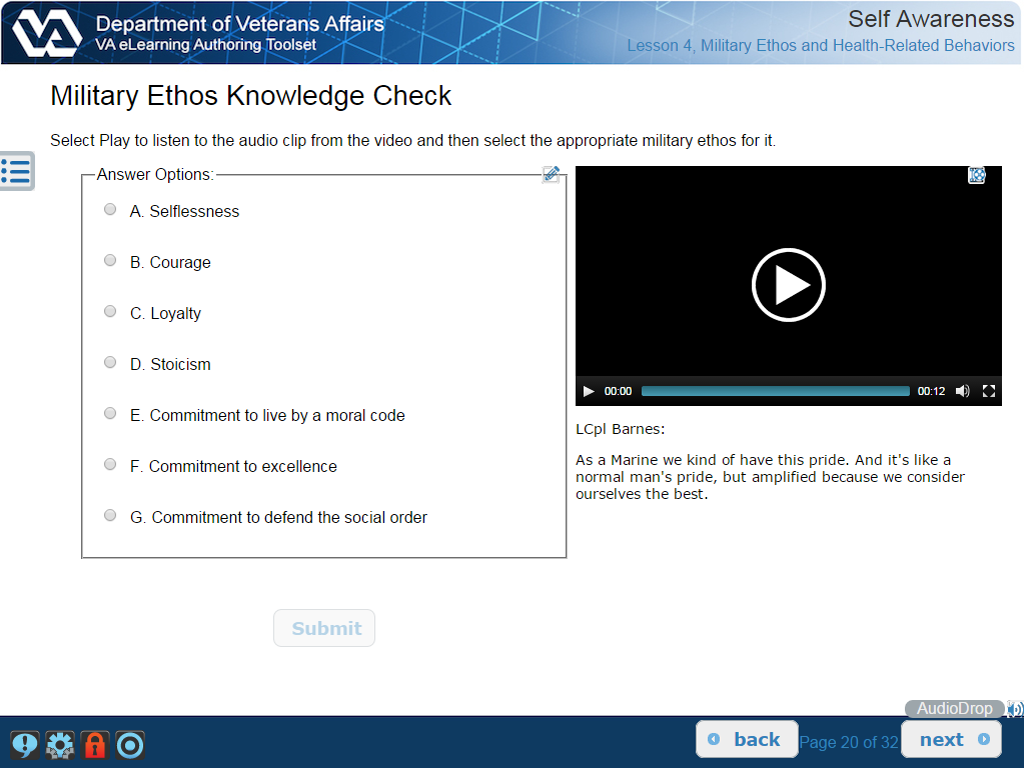 VA
Department of Veterans Affairs
VA eLearning Authoring Toolset
Self Awareness
Lesson 4, Military Ethos and Health-Related Behaviors
Military Ethos Knowledge Check
Select Play to listen to the audio clip from the video and then select the appropriate military ethos for it.
Answer Options:
A. Selflessness
B. Courage
C. Loyalty
D. Stoicism
E. Commitment to live by a moral code
F. Commitment to excellence
G. Commitment to defend the social order
Submit
00:00
00:12
LCpl Barnes:
As a Marine we kind of have this pride. And it's like a
normal man's pride, but amplified because we consider
ourselves the best.
AudioDrop
back
Page 20 of 32
next